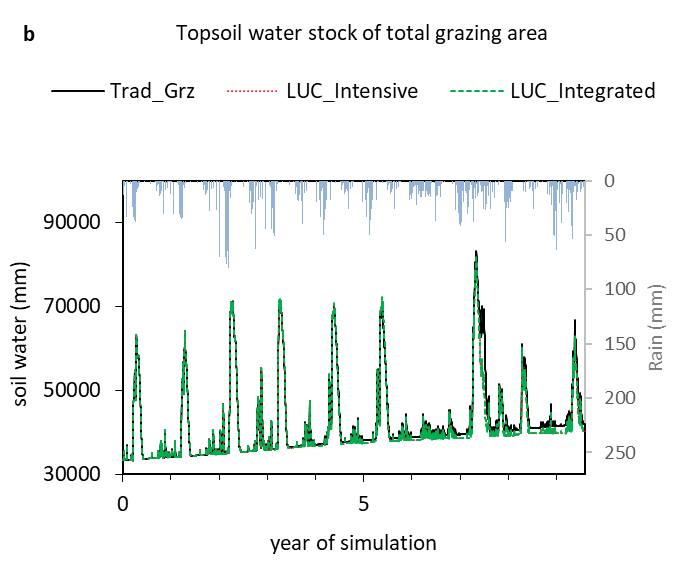 b Topsoil water stock of total grazing area
Trad_Grz LUC_Intensive LUC_Integrated
0
90000
50
70000
100
150
50000
200
250
30000
0 5
soil water (mm)
Rain (mm)
year of simulation